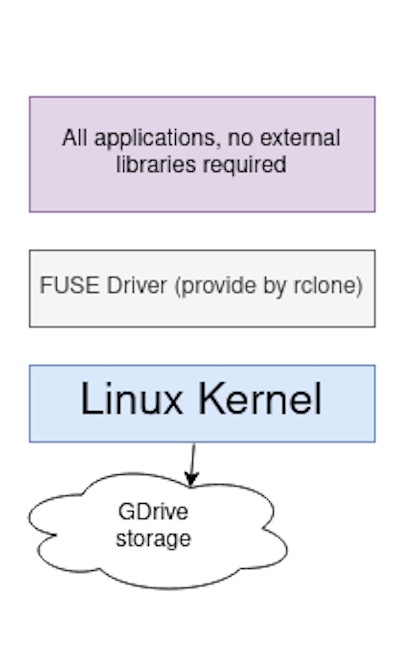 All applications, no external
libraries required
FUSE Driver (provide by rclone)
Linux Kernel
GDrive
storage